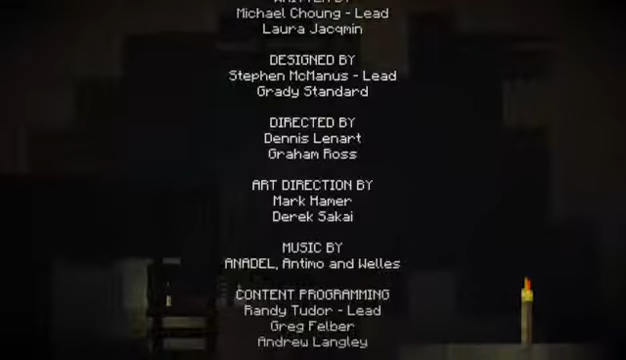 WRITTEN BY
Michael Choung - Lead
Laura Jacqmin
DESIGNED BY
Stephen McManus - Lead
Grady Standard
DIRECTED BY
Dennis Lenart
Graham Ross
ART DIRECTION BY
Mark Hamer
Derek Sakai
MUSIC BY
ANADEL, Antimo and Welles
CONTENT PROGRAMMING
Randy Tudor - Lead
Greg Felber
Andrew Langley